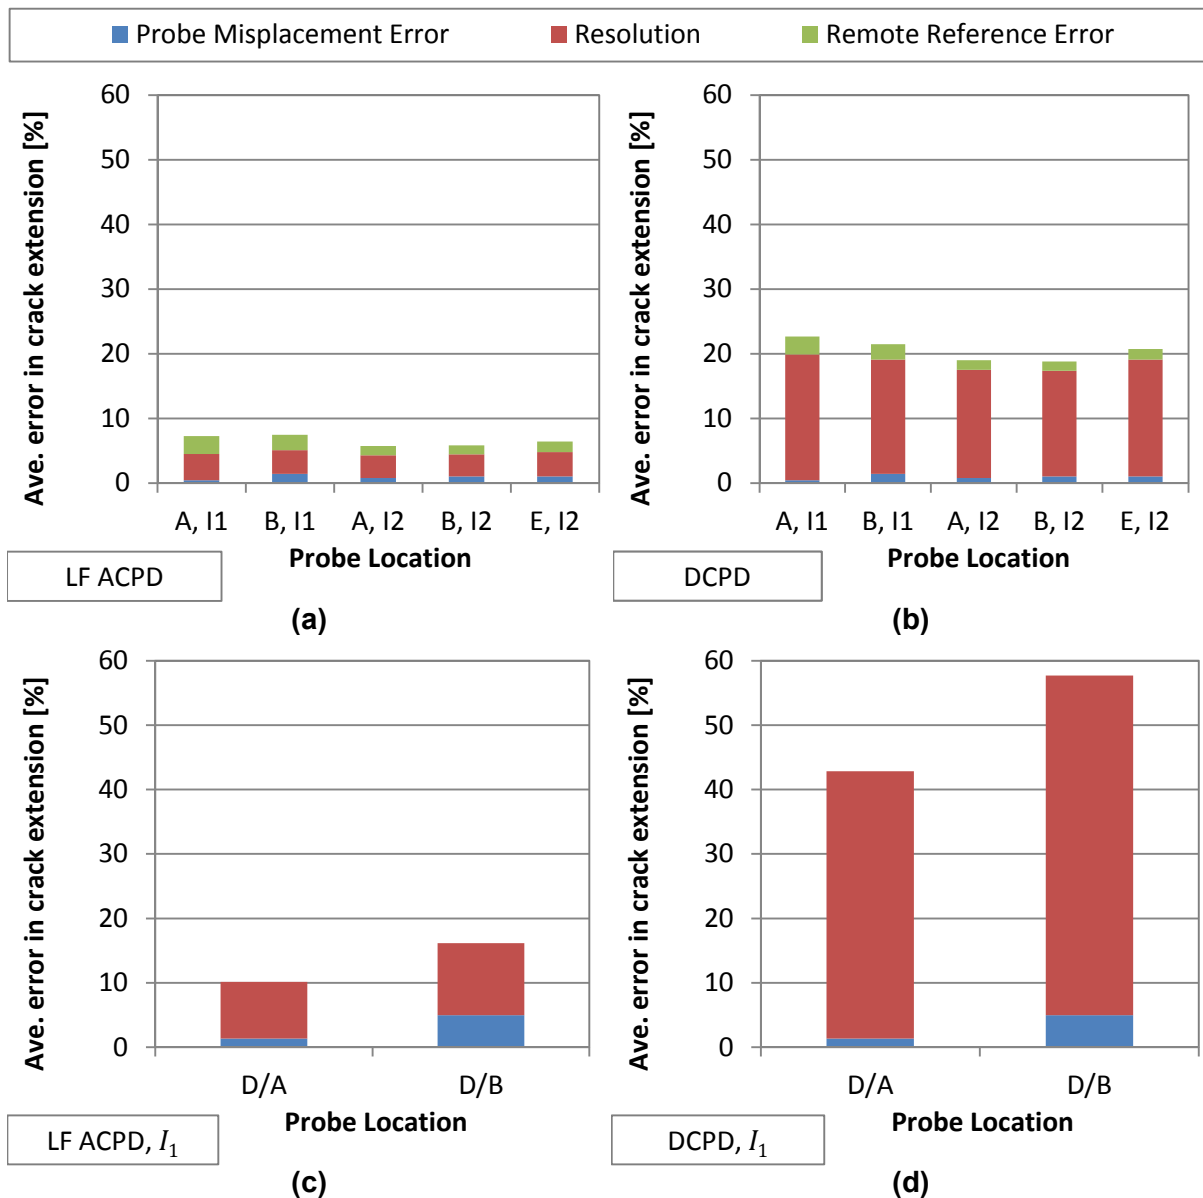 Probe Misplacement Error Resolution Remote Reference Error
Ave. error in crack extension [%]
60
50
40
30
20
10
0
A, I1 B, I1 A, I2 B, I2 E, I2
Probe Location
LF ACPD
(a)
Ave. error in crack extension [%]
60
50
40
30
20
10
0
A, I1 B, I1 A, I2 B, I2 E, I2
Probe Location
DCPD
(b)
Ave. error in crack extension [%]
60
50
40
30
20
10
0
D/A D/B
Probe Location
LF ACPD, I₁
(c)
Ave. error in crack extension [%]
60
50
40
30
20
10
0
D/A D/B
Probe Location
DCPD, I₁
(d)